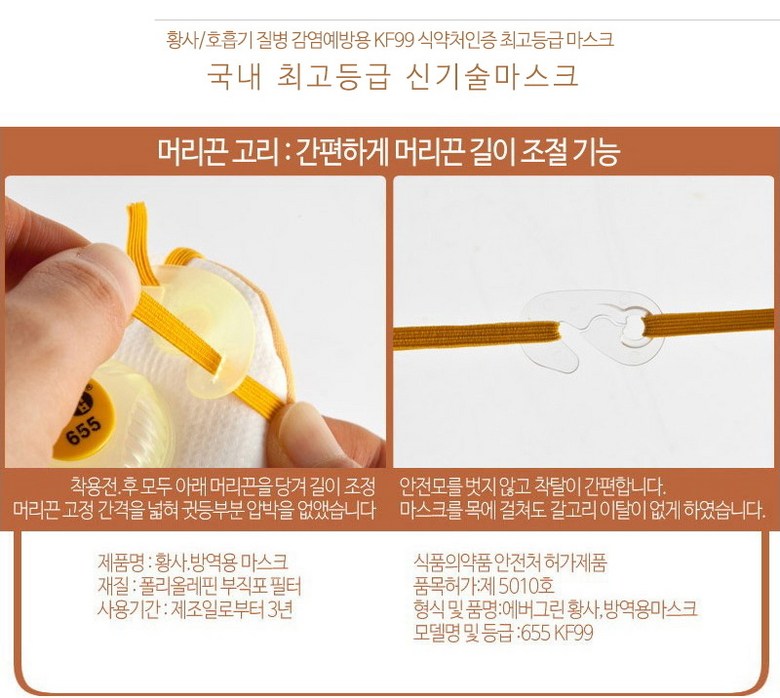 황사/호흡기 질병 감염예방용 KF99 식약처인증 최고등급 마스크
국내 최고등급 신기술마스크
머리끈 고리 : 간편하게 머리끈 길이 조절 기능
655
착용전.후 모두 아래 머리끈을 당겨 길이 조정
머리끈 고정 간격을 넓혀 귓등부분 압박을 없앴습니다
안전모를 벗지 않고 착탈이 간편합니다.
마스크를 목에 걸쳐도 갈고리 이탈이 없게 하였습니다.
제품명 : 황사,방역용 마스크
재질 : 폴리올레핀 부직포 필터
사용기간 : 제조일로부터 3년
식품의약품 안전처 허가제품
품목허가:제 5010호
형식 및 품명:에버그린 황사,방역용마스크
모델명 및 등급 :655 KF99